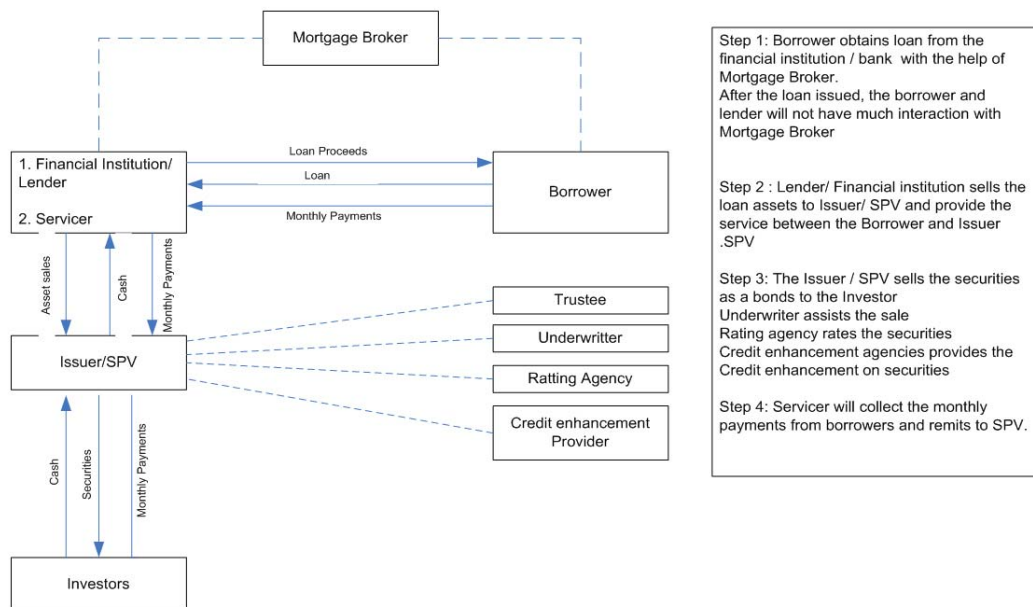 Mortgage Broker
1. Financial Institution/
Lender
2. Servicer
Loan Proceeds
Loan
Monthly Payments
Borrower
Asset sales
Cash
Monthly Payments
Issuer/SPV
Trustee
Underwritter
Ratting Agency
Credit enhancement
Provider
Cash
Securities
Monthly Payments
Investors
Step 1: Borrower obtains loan from the
financial institution / bank with the help of
Mortgage Broker.
After the loan issued, the borrower and
lender will not have much interaction with
Mortgage Broker
Step 2 : Lender/ Financial institution sells the
loan assets to Issuer/ SPV and provide the
service between the Borrower and Issuer
.SPV
Step 3: The Issuer / SPV sells the securities
as a bonds to the Investor
Underwriter assists the sale
Rating agency rates the securities
Credit enhancement agencies provides the
Credit enhancement on securities
Step 4: Servicer will collect the monthly
payments from borrowers and remits to SPV.